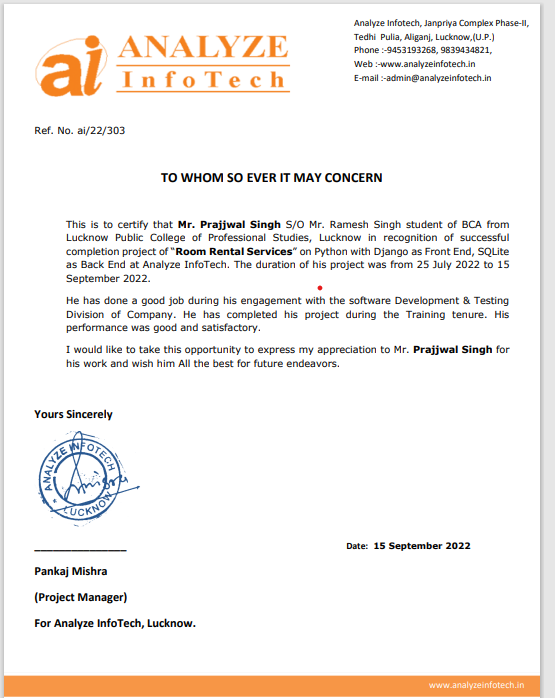 ai ANALYZE
InfoTech
Analyze Infotech, Janpriya Complex Phase-II,
Tedhi Pulia, Aliganj, Lucknow,(U.P.)
Phone :-9453193268, 9839434821,
Web :-www.analyzeinfotech.in
E-mail :-admin@analyzeinfotech.in
Ref. No. ai/22/303
TO WHOM SO EVER IT MAY CONCERN
This is to certify that Mr. Prajjwal Singh S/O Mr. Ramesh Singh student of BCA from
Lucknow Public College of Professional Studies, Lucknow in recognition of successful
completion project of “Room Rental Services” on Python with Django as Front End, SQLite
as Back End at Analyze InfoTech. The duration of his project was from 25 July 2022 to 15
September 2022.
He has done a good job during his engagement with the software Development & Testing
Division of Company. He has completed his project during the Training tenure. His
performance was good and satisfactory.
I would like to take this opportunity to express my appreciation to Mr. Prajjwal Singh for
his work and wish him All the best for future endeavors.
Yours Sincerely
ANALYZE INFOTECH
LUCKNOW
Date: 15 September 2022
Pankaj Mishra
(Project Manager)
For Analyze InfoTech, Lucknow.
www.analyzeinfotech.in